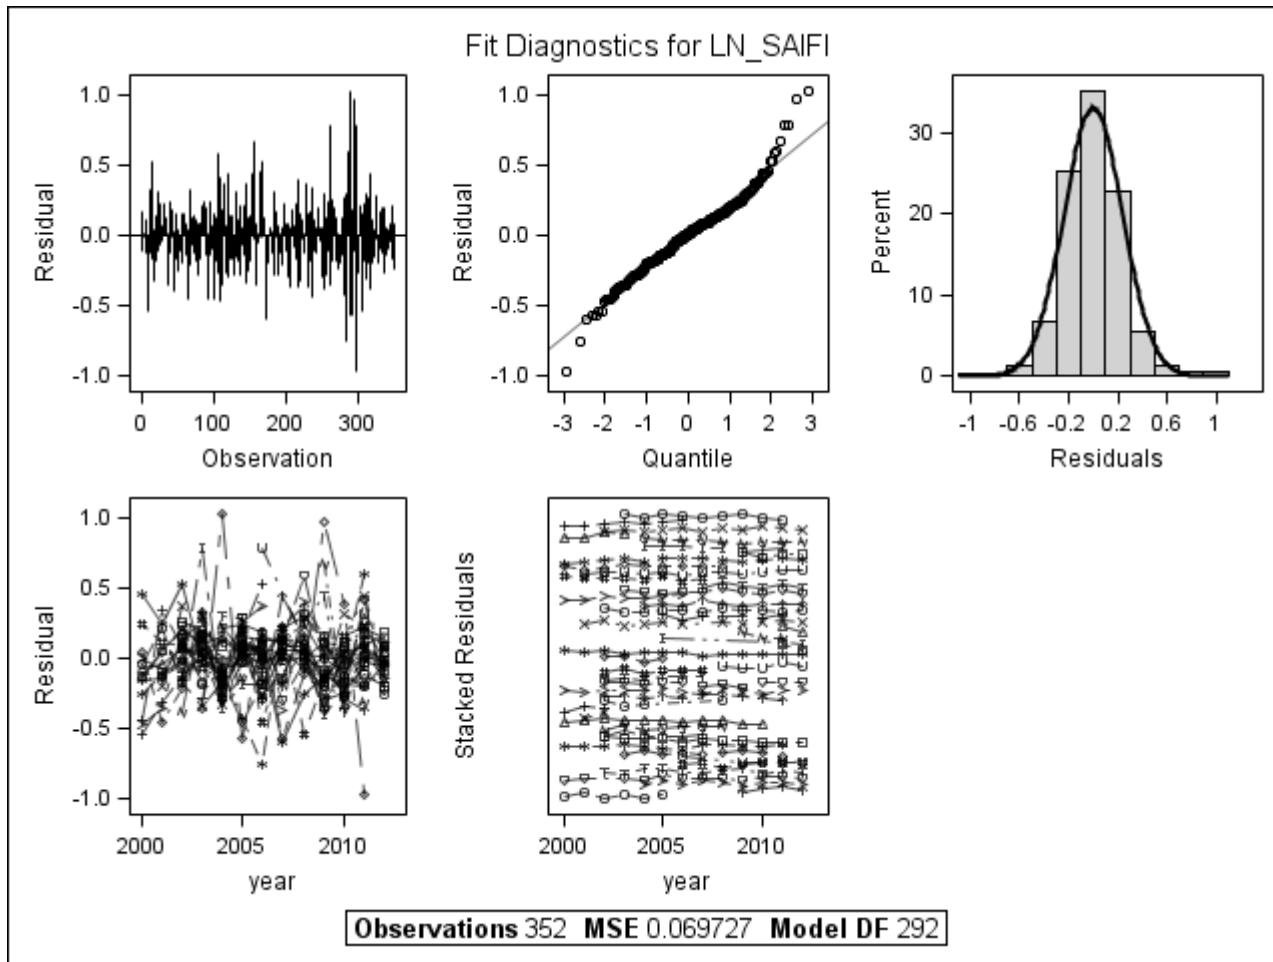 Fit Diagnostics for LN_SAIFI
1.0
0.5
0.0
-0.5
-1.0
Residual
0 100 200 300
Observation
1.0
0.5
0.0
-0.5
-1.0
Residual
-3 -2 -1 0 1 2 3
Quantile
30
20
10
0
Percent
-1 -0.6 -0.2 0.2 0.6 1
Residuals
1.0
0.5
0.0
-0.5
-1.0
Residual
2000 2005 2010
year
Stacked Residuals
2000 2005 2010
year
Observations 352 MSE 0.069727 Model DF 292